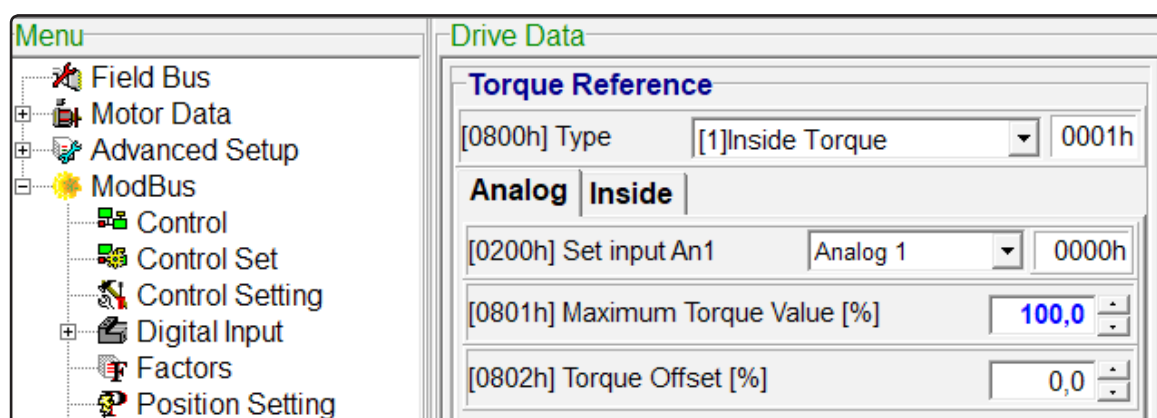 Menu
Field Bus
Motor Data
Advanced Setup
ModBus
Control
Control Set
Control Setting
Digital Input
Factors
Position Setting
Drive Data
Torque Reference
[0800h] Type [1]Inside Torque 0001h
Analog Inside
[0200h] Set input An1 Analog 1 0000h
[0801h] Maximum Torque Value [%] 100,0
[0802h] Torque Offset [%] 0,0